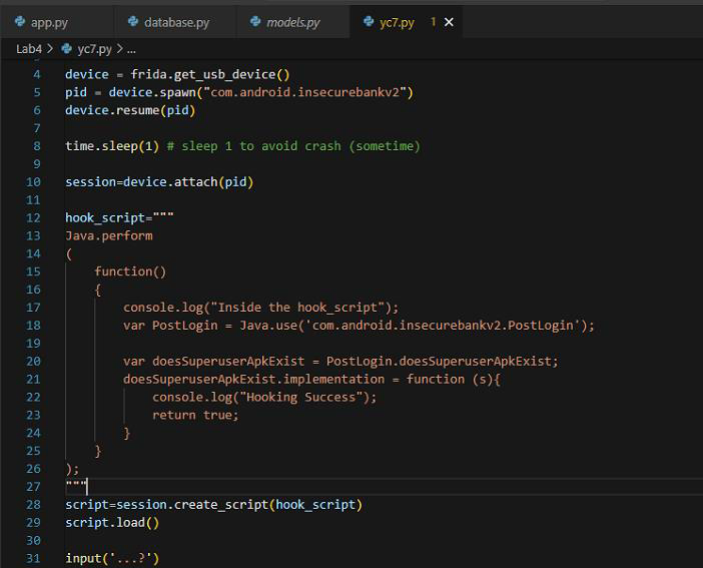 app.py database.py models.py yc7.py 1
Lab4 > yc7.py > ...
4 device = frida.get_usb_device()
5 pid = device.spawn("com.android.insecurebankv2")
6 device.resume(pid)
7
8 time.sleep(1) # sleep 1 to avoid crash (sometime)
9
10 session=device.attach(pid)
11
12 hook_script="""
13 Java.perform
14 (
15     function()
16     {
17         console.log("Inside the hook_script");
18         var PostLogin = Java.use('com.android.insecurebankv2.PostLogin');
19
20         var doesSuperuserApkExist = PostLogin.doesSuperuserApkExist;
21         doesSuperuserApkExist.implementation = function (s){
22             console.log("Hooking Success");
23             return true;
24         }
25     }
26 );
27 """
28 script=session.create_script(hook_script)
29 script.load()
30
31 input('...?')